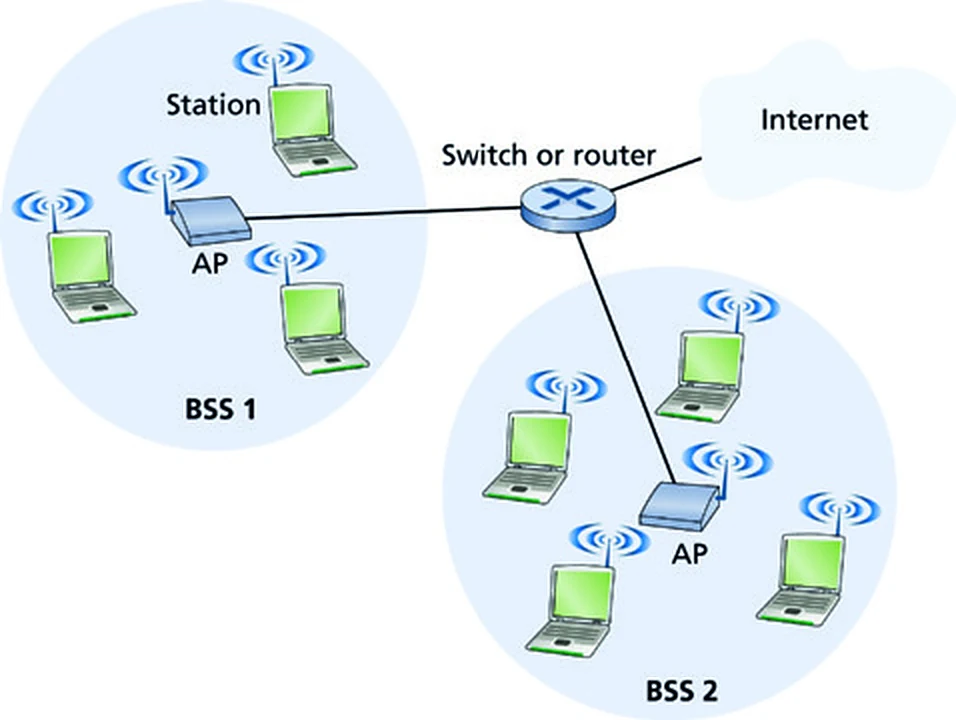 Station
Internet
Switch or router
AP
BSS 1
AP
BSS 2